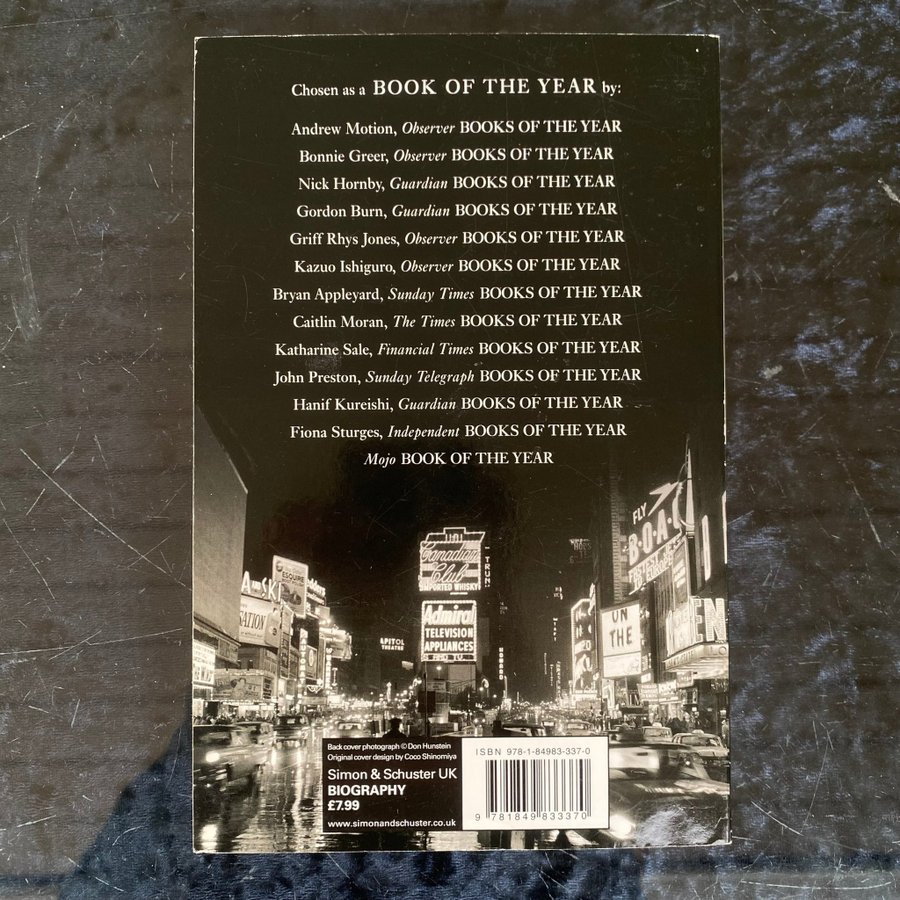 Chosen as a BOOK OF THE YEAR by:
Andrew Motion, Observer BOOKS OF THE YEAR
Bonnie Greer, Observer BOOKS OF THE YEAR
Nick Hornby, Guardian BOOKS OF THE YEAR
Gordon Burn, Guardian BOOKS OF THE YEAR
Griff Rhys Jones, Observer BOOKS OF THE YEAR
Kazuo Ishiguro, Observer BOOKS OF THE YEAR
Bryan Appleyard, Sunday Times BOOKS OF THE YEAR
Caitlin Moran, The Times BOOKS OF THE YEAR
Katharine Sale, Financial Times BOOKS OF THE YEAR
John Preston, Sunday Telegraph BOOKS OF THE YEAR
Hanif Kureishi, Guardian BOOKS OF THE YEAR
Fiona Sturges, Independent BOOKS OF THE YEAR
Mojo BOOK OF THE YEAR
FLY
B·O·A·C
ESQUIRE
Canadian
Club
IMPORTED WHISKY
Admiral
TELEVISION
APPLIANCES
CAPITOL
THEATRE
ON
THE
Back cover photograph © Don Hunstein
Original cover design by Coco Shinomiya
Simon & Schuster UK
BIOGRAPHY
£7.99
www.simonandschuster.co.uk
ISBN 978-1-84983-337-0
9 781849 833370